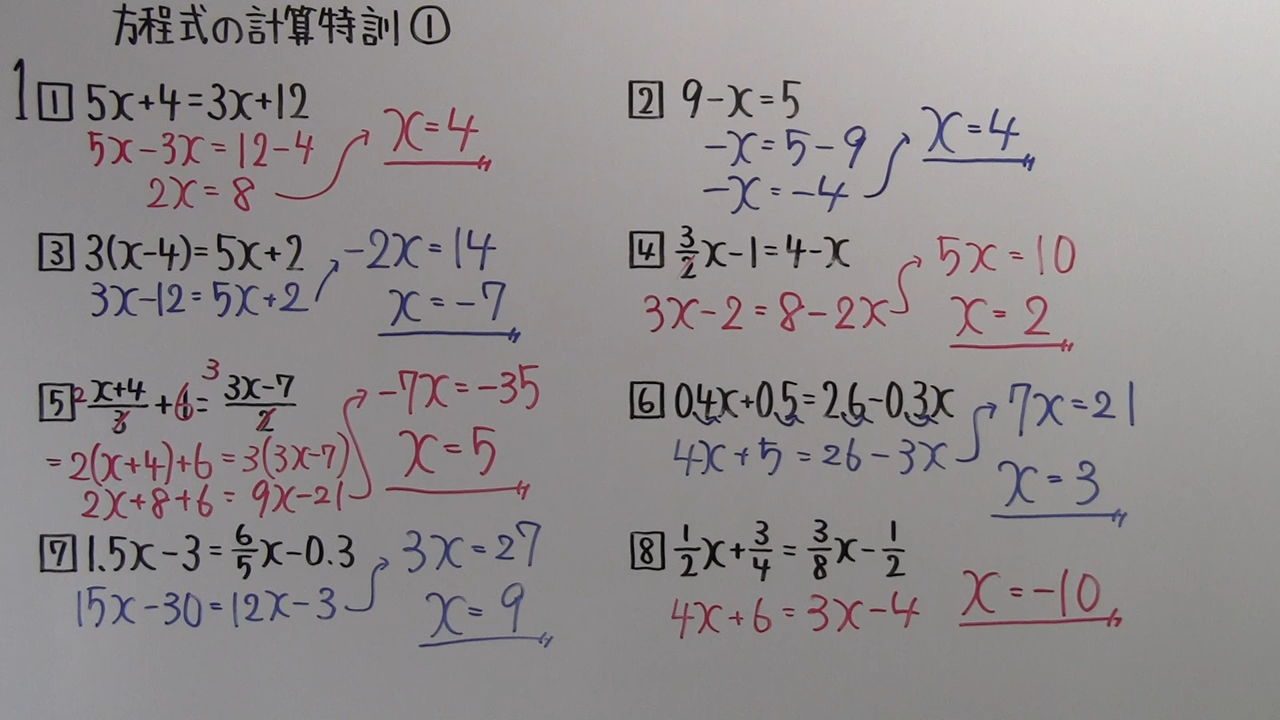 方程式の計算特訓①
1
1 5x+4=3x+12
5x-3x=12-4
2x=8
x=4
2 9-x=5
-x=5-9
-x=-4
x=4
3 3(x-4)=5x+2
3x-12=5x+2
-2x=14
x=-7
4 3/2x-1=4-x
3x-2=8-2x
5x=10
x=2
5 2 x+4/3+6=3 3x-7/2
=2(x+4)+6=3(3x-7)
2x+8+6=9x-21
-7x=-35
x=5
6 0.4x+0.5=2.6-0.3x
4x+5=26-3x
7x=21
x=3
7 1.5x-3=6/5x-0.3
15x-30=12x-3
3x=27
x=9
8 1/2x+3/4=3/8x-1/2
4x+6=3x-4
x=-10